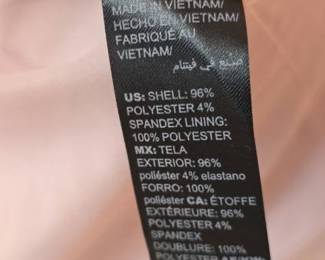 MADE IN VIETNAM/
HECHO EN VIETNAM/
FABRIQUÉ AU
VIETNAM/
صنع في فيتنام
US: SHELL: 96%
POLYESTER 4%
SPANDEX LINING:
100% POLYESTER
MX: TELA
EXTERIOR: 96%
poliéster 4% elastano
FORRO: 100%
poliéster CA: ÉTOFFE
EXTÉRIEURE: 96%
POLYESTER 4%
SPANDEX
DOUBLURE: 100%